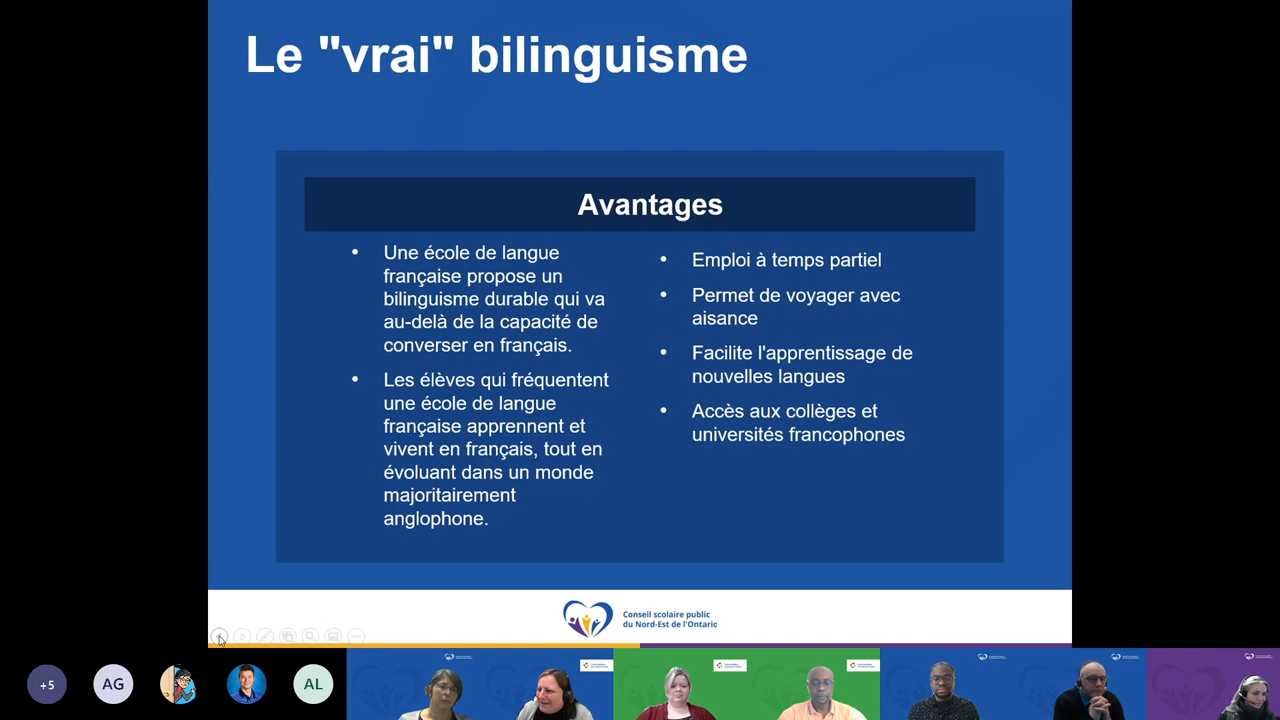 Le "vrai" bilinguisme
Avantages
• Une école de langue
française propose un
bilinguisme durable qui va
au-delà de la capacité de
converser en français.
• Les élèves qui fréquentent
une école de langue
française apprennent et
vivent en français, tout en
évoluant dans un monde
majoritairement
anglophone.
• Emploi à temps partiel
• Permet de voyager avec
aisance
• Facilite l'apprentissage de
nouvelles langues
• Accès aux collèges et
universités francophones
Conseil scolaire public
du Nord-Est de l'Ontario
+5
AG
AL